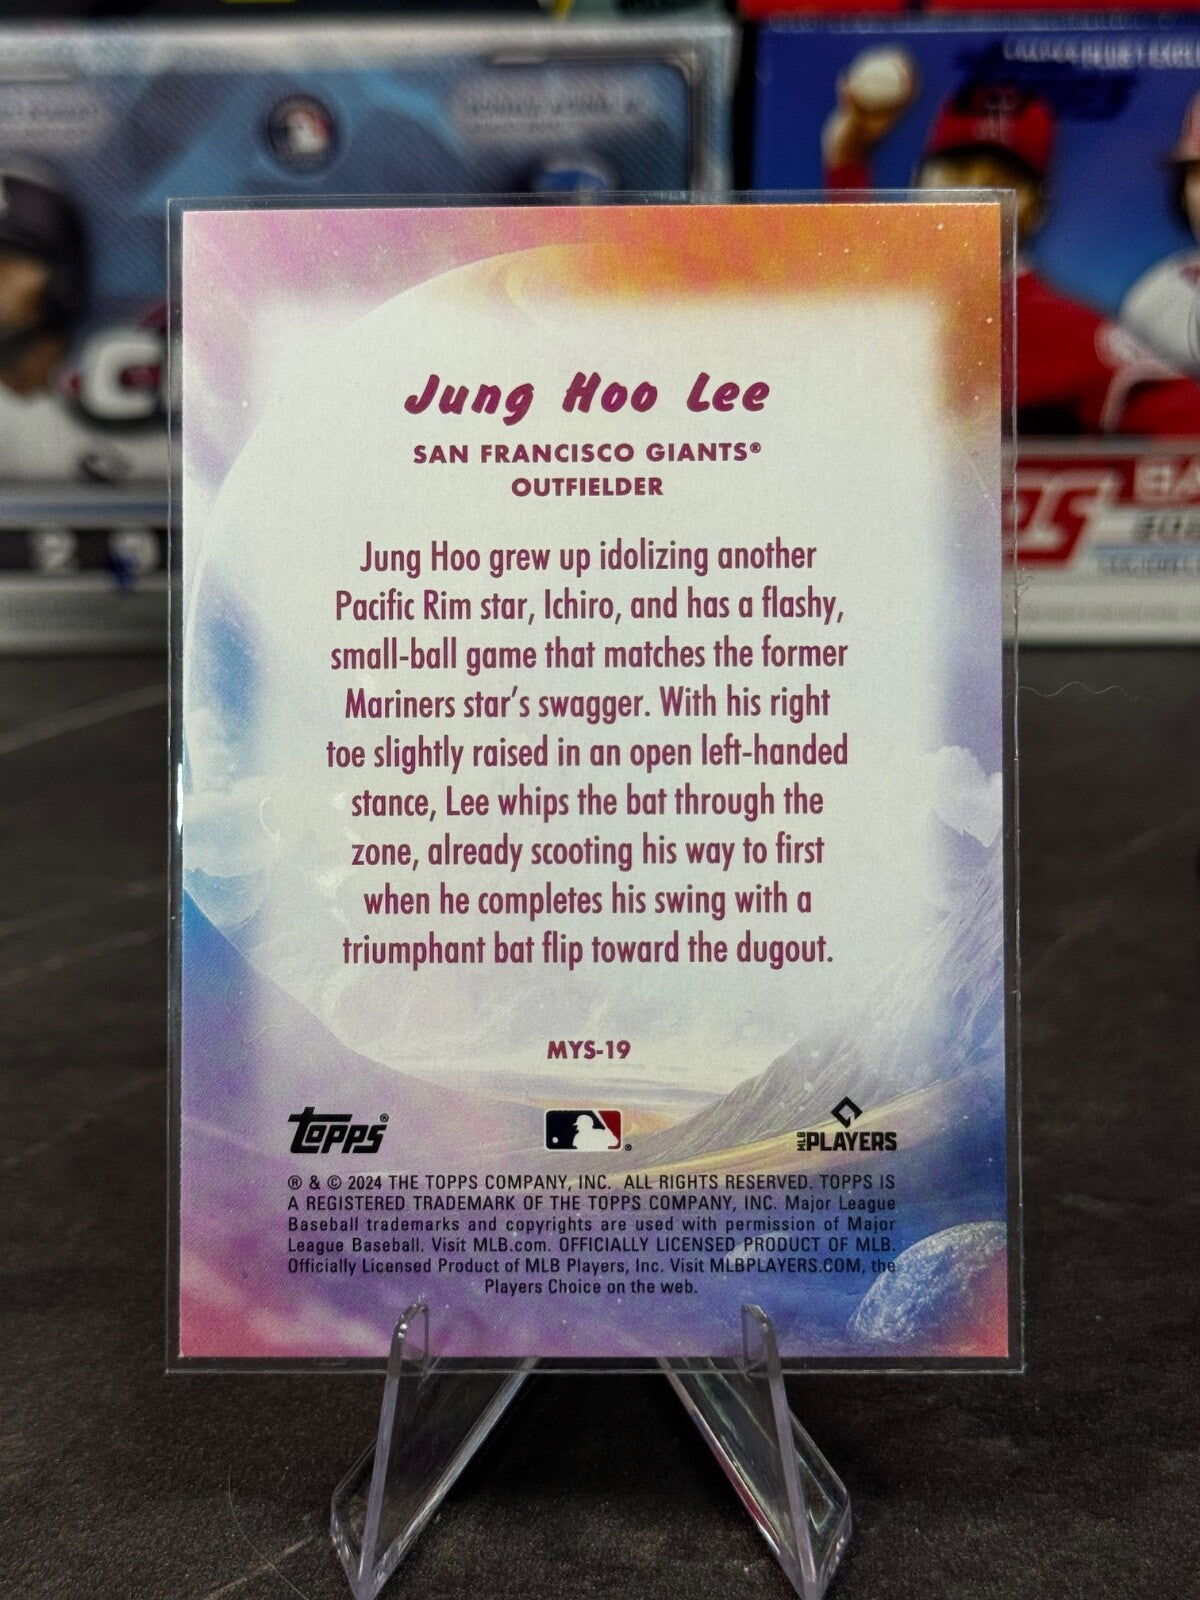 Jung Hoo Lee
SAN FRANCISCO GIANTS®
OUTFIELDER
Jung Hoo grew up idolizing another
Pacific Rim star, Ichiro, and has a flashy,
small-ball game that matches the former
Mariners star's swagger. With his right
toe slightly raised in an open left-handed
stance, Lee whips the bat through the
zone, already scooting his way to first
when he completes his swing with a
triumphant bat flip toward the dugout.
MYS-19
topps®
®
MLB PLAYERS
® & © 2024 THE TOPPS COMPANY, INC. ALL RIGHTS RESERVED. TOPPS IS
A REGISTERED TRADEMARK OF THE TOPPS COMPANY, INC. Major League
Baseball trademarks and copyrights are used with permission of Major
League Baseball. Visit MLB.com. OFFICIALLY LICENSED PRODUCT OF MLB.
Officially Licensed Product of MLB Players, Inc. Visit MLBPLAYERS.COM, the
Players Choice on the web.